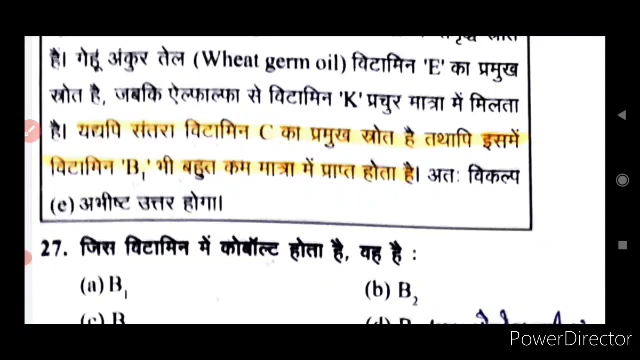 है। गेहूं अंकुर तेल (Wheat germ oil) विटामिन 'E' का प्रमुख
स्रोत है, जबकि ऐल्फाल्फा से विटामिन 'K' प्रचुर मात्रा में मिलता
है। यद्यपि संतरा विटामिन C का प्रमुख स्रोत है तथापि इसमें
विटामिन 'B₁' भी बहुत कम मात्रा में प्राप्त होता है। अतः विकल्प
(e) अभीष्ट उत्तर होगा।
27. जिस विटामिन में कोबॉल्ट होता है, वह है :
(a) B₁ (b) B₂
PowerDirector